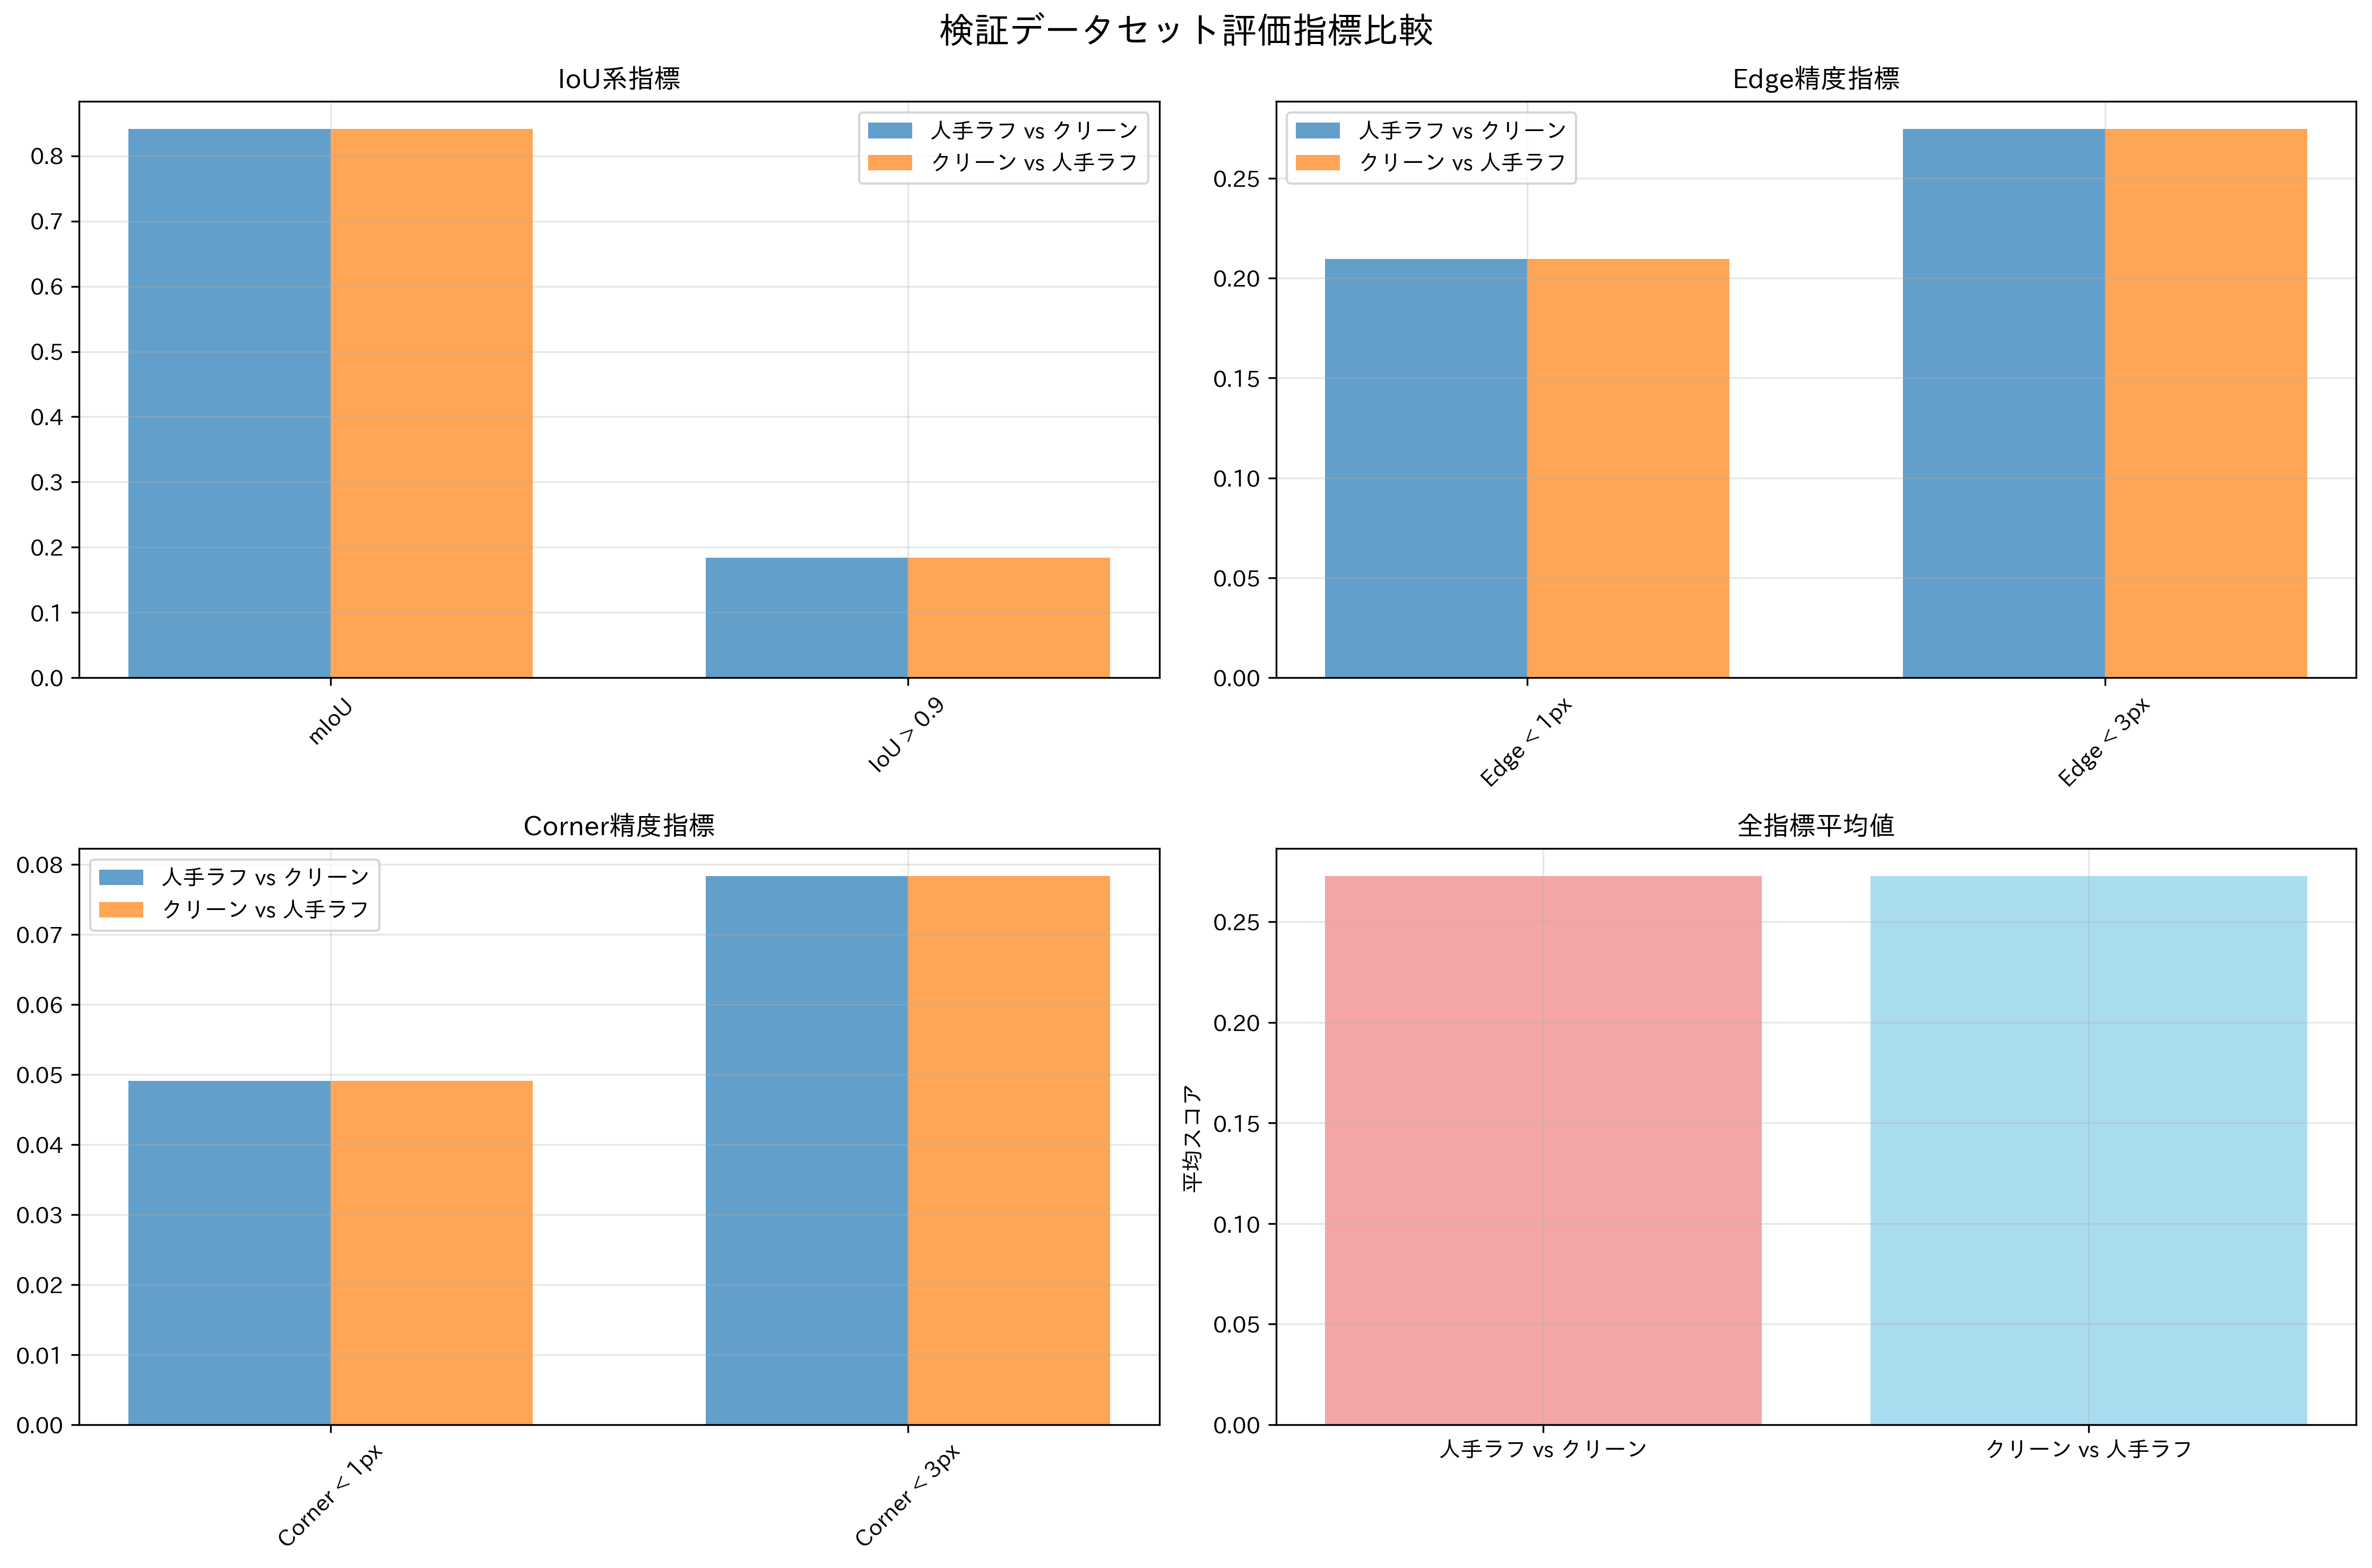 検証データセット評価指標比較
IoU系指標
人手ラフ vs クリーン
クリーン vs 人手ラフ
0.8
0.7
0.6
0.5
0.4
0.3
0.2
0.1
0.0
mIoU
IoU > 0.9
Edge精度指標
人手ラフ vs クリーン
クリーン vs 人手ラフ
0.25
0.20
0.15
0.10
0.05
0.00
Edge < 1px
Edge < 3px
Corner精度指標
人手ラフ vs クリーン
クリーン vs 人手ラフ
0.08
0.07
0.06
0.05
0.04
0.03
0.02
0.01
0.00
Corner < 1px
Corner < 3px
全指標平均値
平均スコア
0.25
0.20
0.15
0.10
0.05
0.00
人手ラフ vs クリーン
クリーン vs 人手ラフ